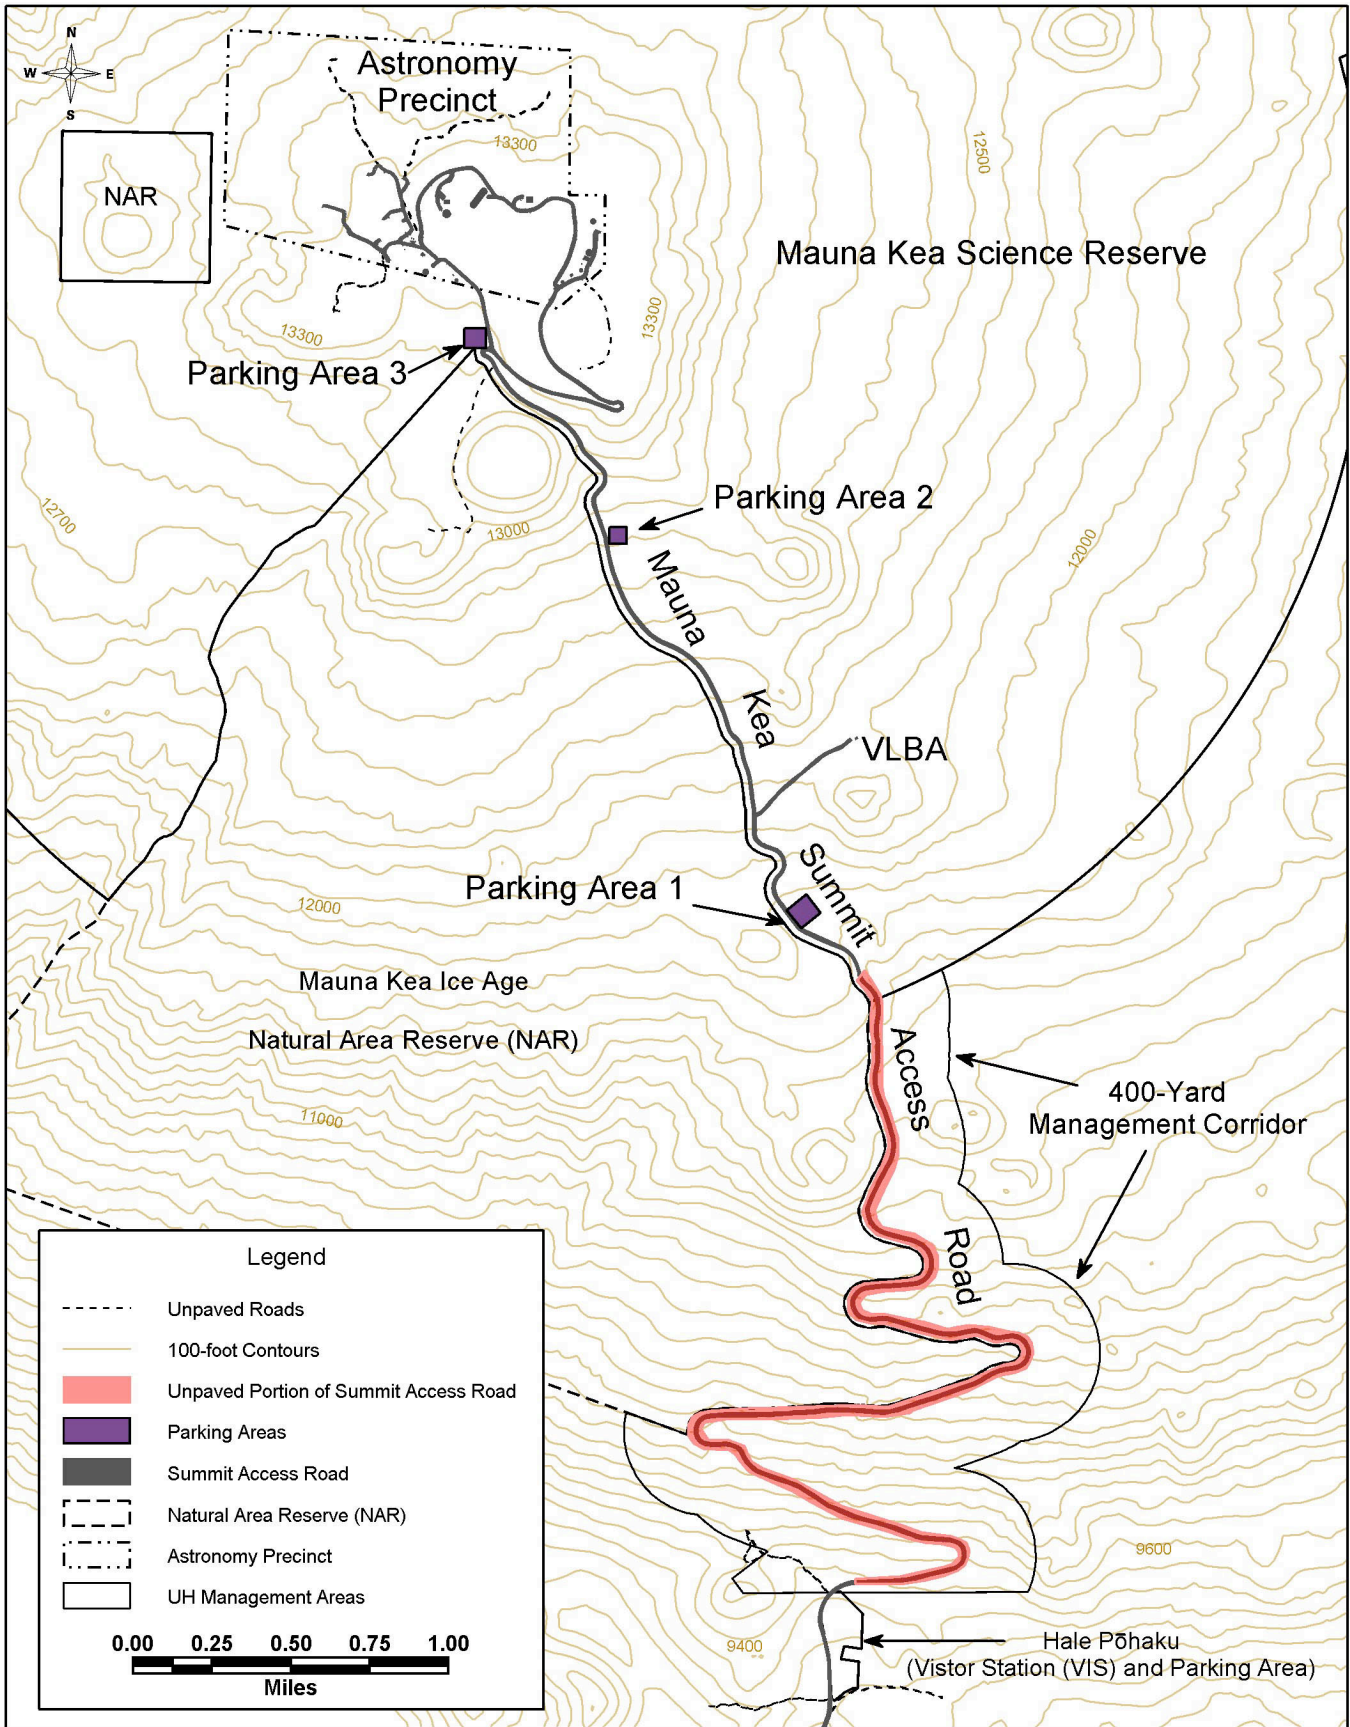 N
W E
S
Astronomy
Precinct
13300
12500
NAR
Mauna Kea Science Reserve
13300
13300
Parking Area 3
Parking Area 2
12700
13000
12000
Mauna
Kea
VLBA
Summit
Parking Area 1
12000
Mauna Kea Ice Age
Natural Area Reserve (NAR)
Access
400-Yard
Management Corridor
11000
Road
Legend
Unpaved Roads
100-foot Contours
Unpaved Portion of Summit Access Road
Parking Areas
Summit Access Road
Natural Area Reserve (NAR)
Astronomy Precinct
UH Management Areas
0.00 0.25 0.50 0.75 1.00
Miles
9600
9400
Hale Pōhaku
(Vistor Station (VIS) and Parking Area)